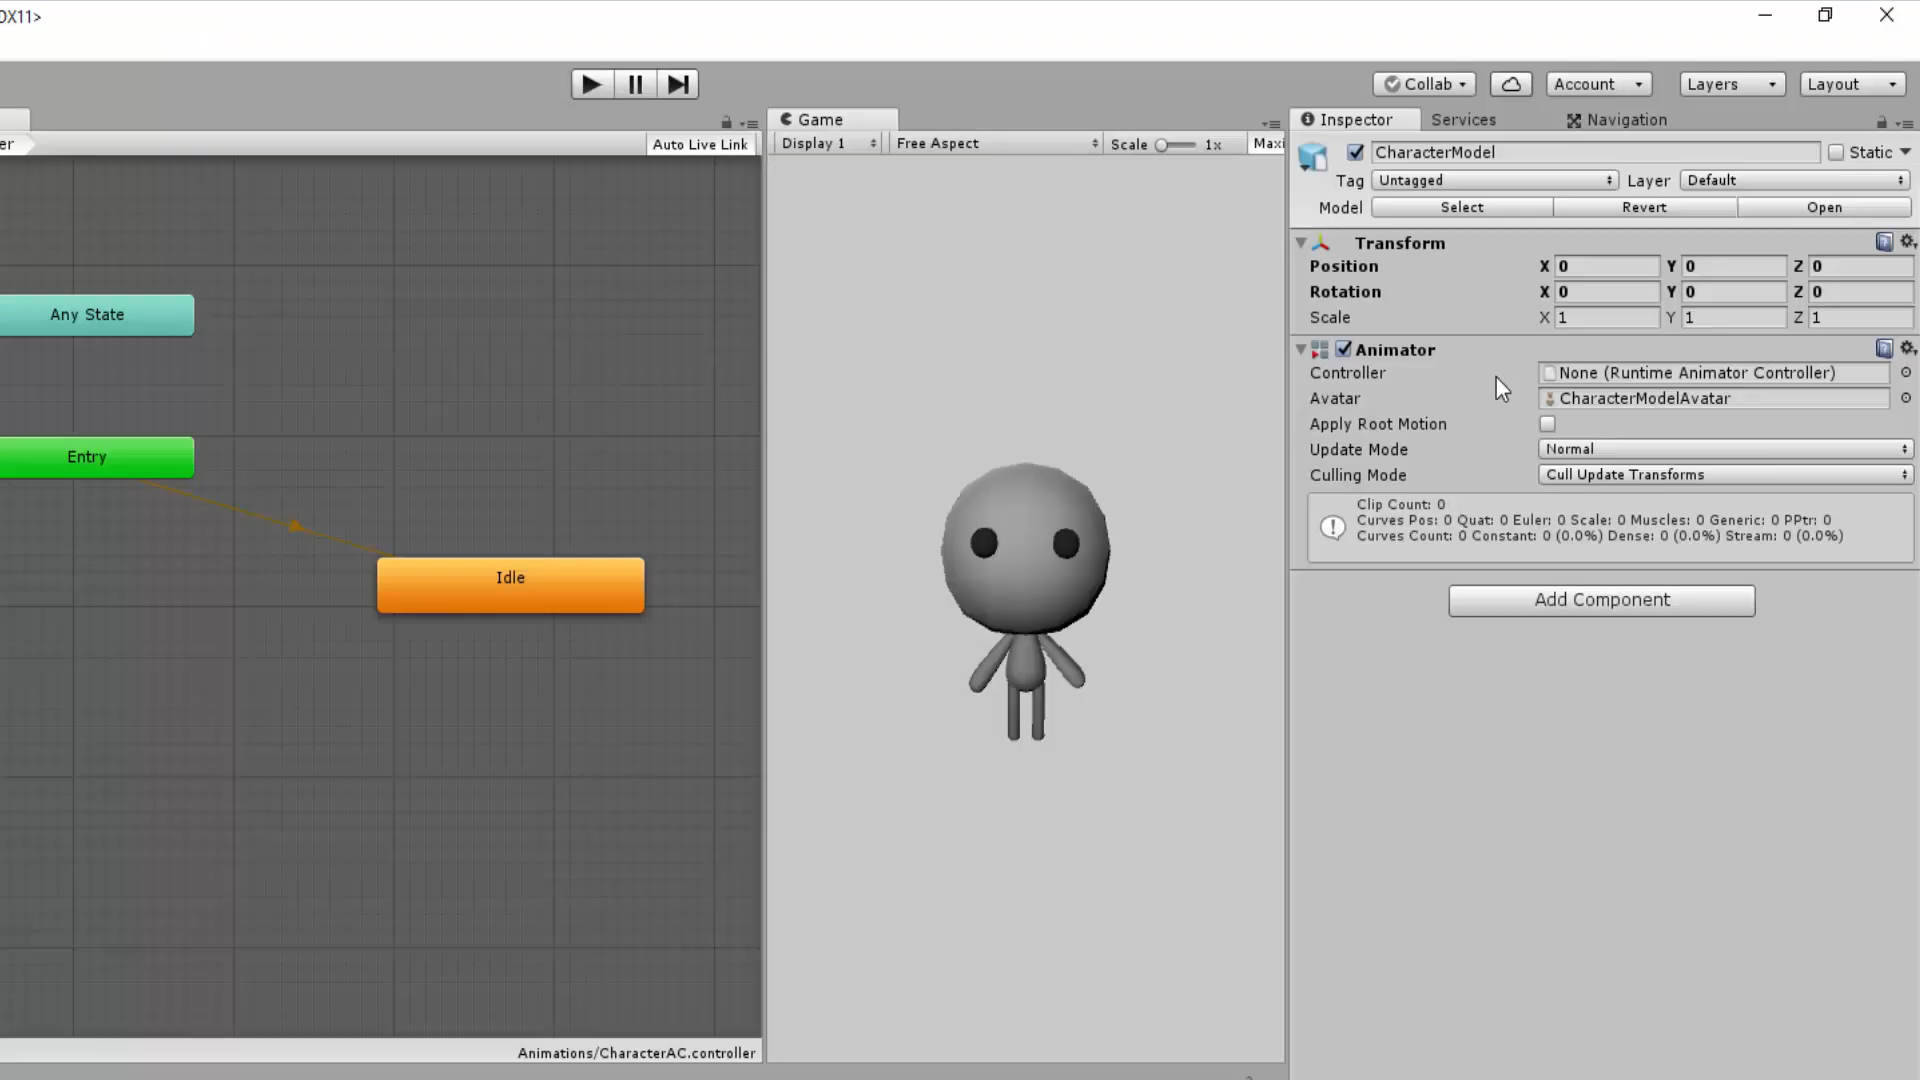 DX11>
Collab
Account
Layers
Layout
er
Auto Live Link
Any State
Entry
Idle
Animations/CharacterAC.controller
Game
Display 1
Free Aspect
Scale
1x
Maxi
Inspector
Services
Navigation
CharacterModel
Static
Tag Untagged Layer Default
Model Select Revert Open
Transform
Position X 0 Y 0 Z 0
Rotation X 0 Y 0 Z 0
Scale X 1 Y 1 Z 1
Animator
Controller None (Runtime Animator Controller)
Avatar CharacterModelAvatar
Apply Root Motion
Update Mode Normal
Culling Mode Cull Update Transforms
Clip Count: 0
Curves Pos: 0 Quat: 0 Euler: 0 Scale: 0 Muscles: 0 Generic: 0 PPtr: 0
Curves Count: 0 Constant: 0 (0.0%) Dense: 0 (0.0%) Stream: 0 (0.0%)
Add Component